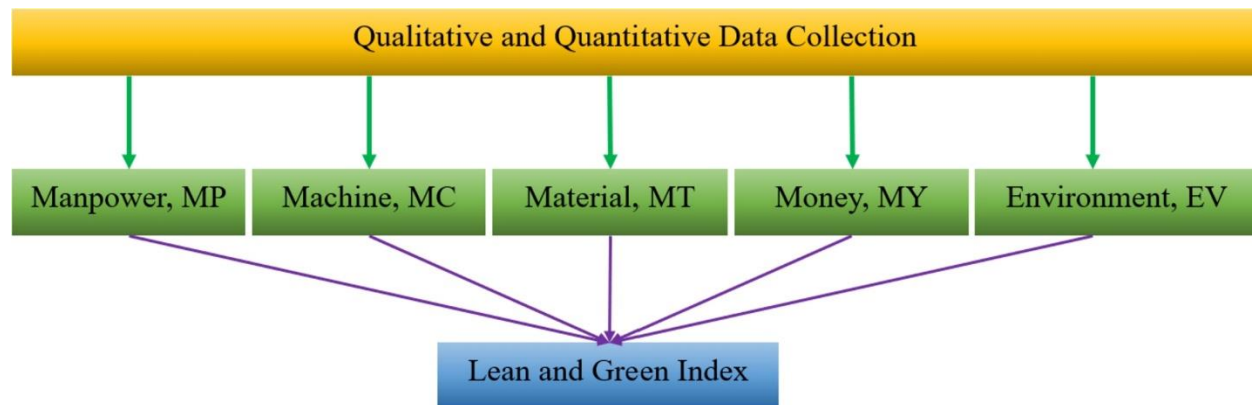 Qualitative and Quantitative Data Collection
Manpower, MP
Machine, MC
Material, MT
Money, MY
Environment, EV
Lean and Green Index